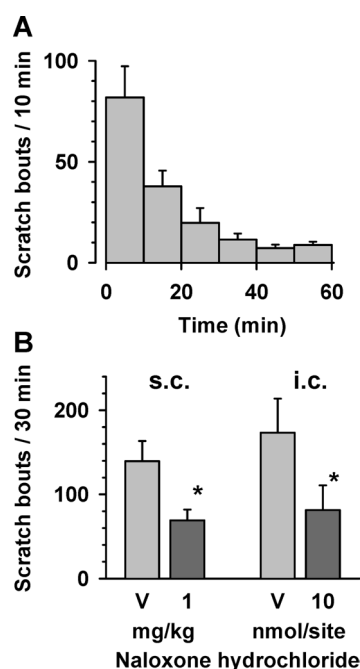 A
Scratch bouts / 10 min
100
50
0
0 20 40 60
Time (min)
B
Scratch bouts / 30 min
s.c. i.c.
200
100
0
* *
V 1 V 10
mg/kg nmol/site
Naloxone hydrochloride